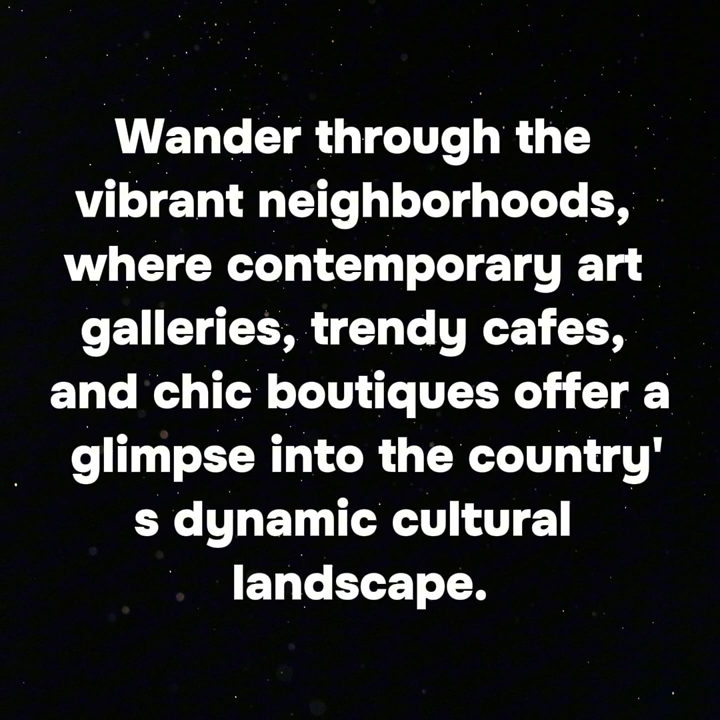 Wander through the
vibrant neighborhoods,
where contemporary art
galleries, trendy cafes,
and chic boutiques offer a
glimpse into the country'
s dynamic cultural
landscape.